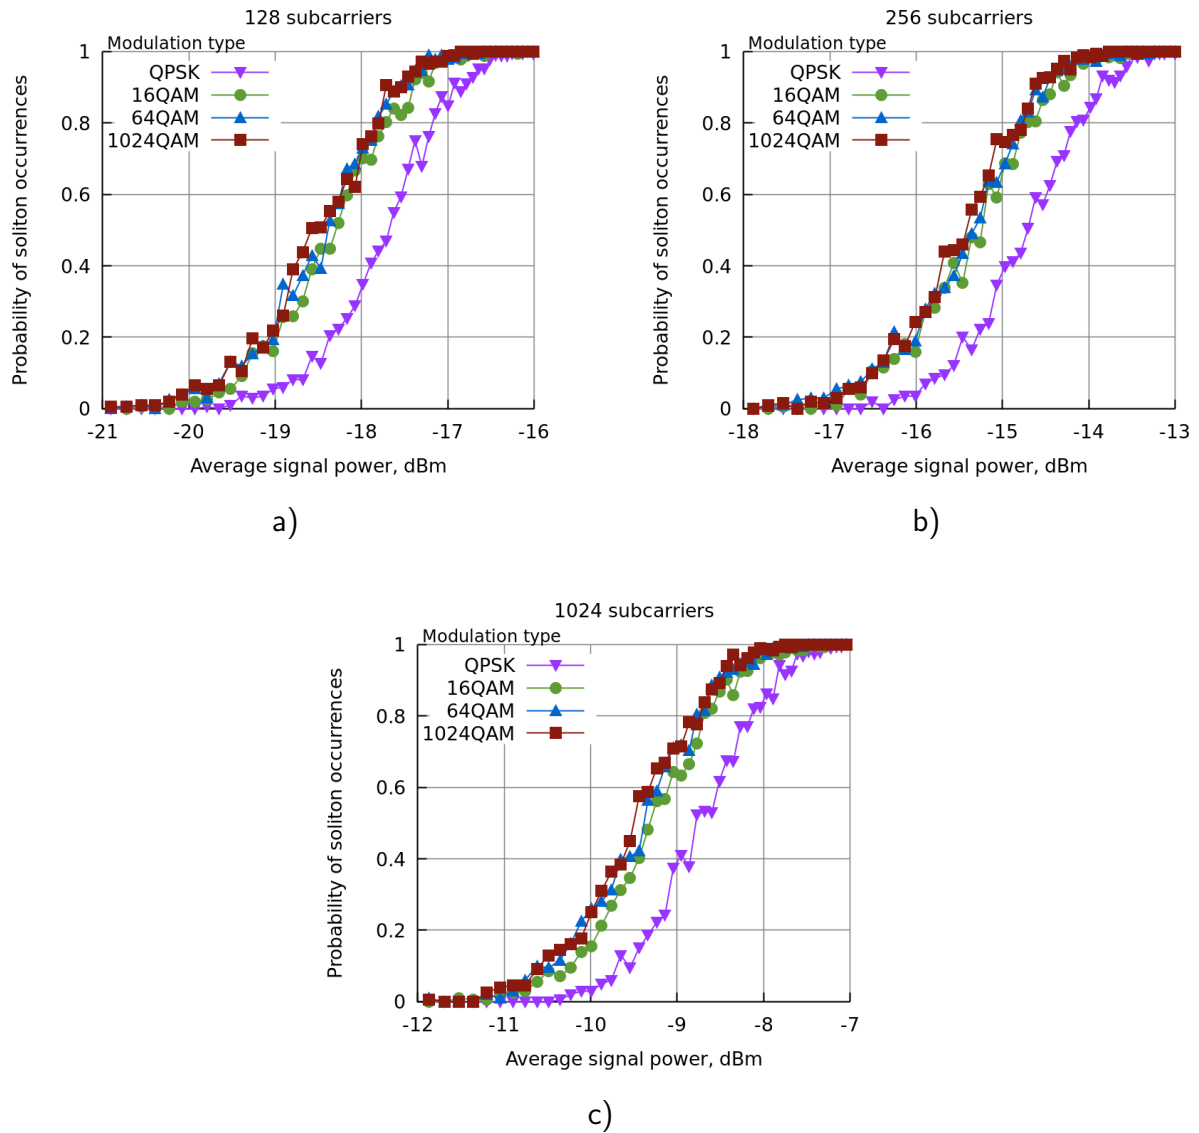 128 subcarriers
Modulation type
QPSK
16QAM
64QAM
1024QAM
Probability of soliton occurrences
1
0.8
0.6
0.4
0.2
0
-21 -20 -19 -18 -17 -16
Average signal power, dBm
a)
256 subcarriers
Modulation type
QPSK
16QAM
64QAM
1024QAM
Probability of soliton occurrences
1
0.8
0.6
0.4
0.2
0
-18 -17 -16 -15 -14 -13
Average signal power, dBm
b)
1024 subcarriers
Modulation type
QPSK
16QAM
64QAM
1024QAM
Probability of soliton occurrences
1
0.8
0.6
0.4
0.2
0
-12 -11 -10 -9 -8 -7
Average signal power, dBm
c)